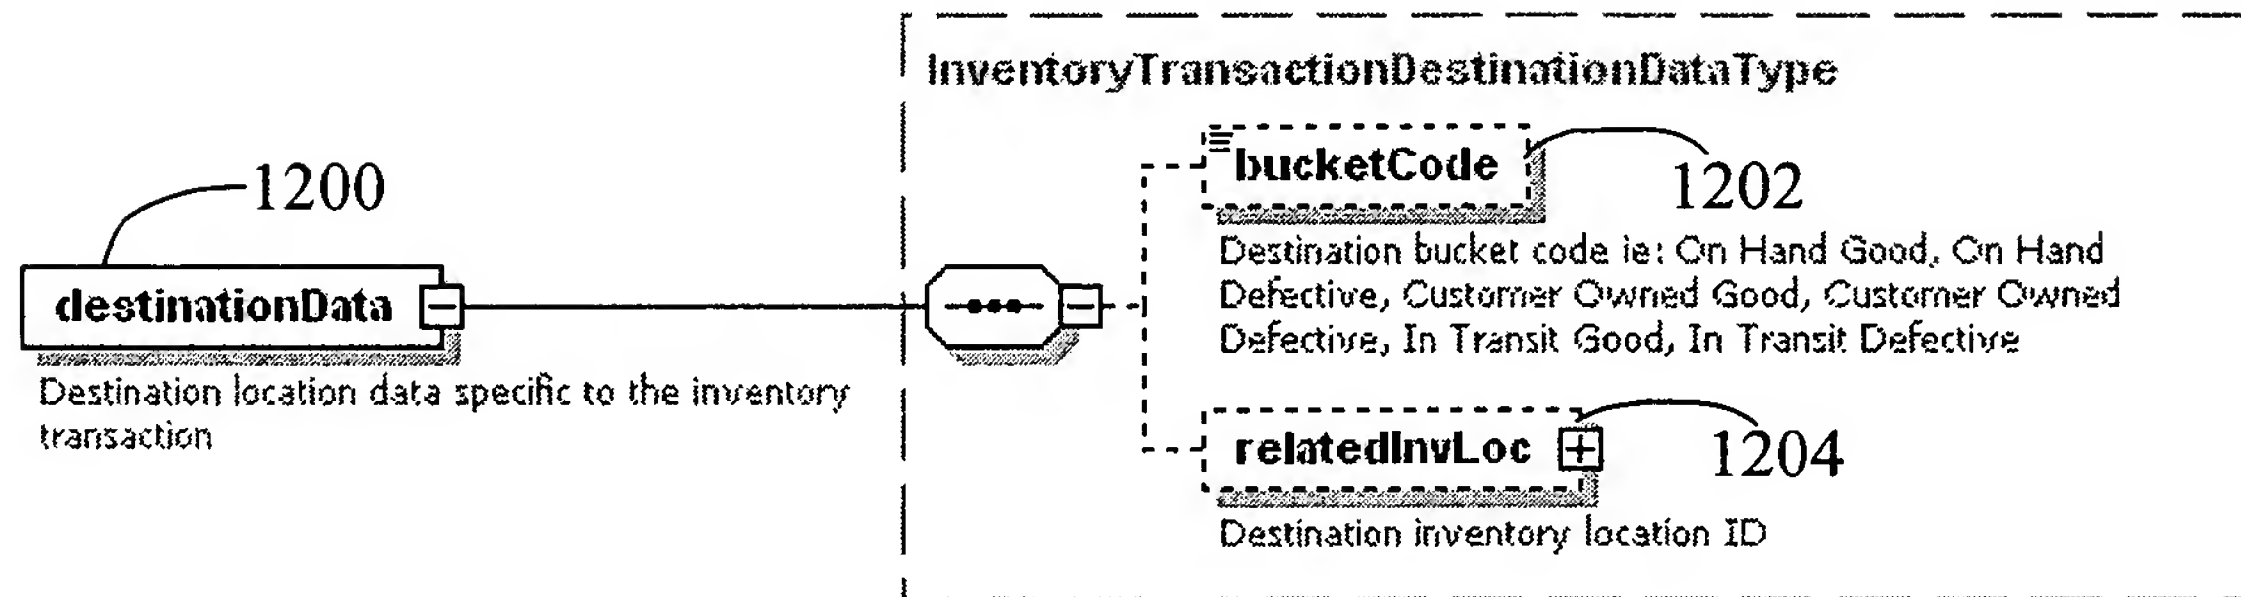 InventoryTransactionDestinationDataType
bucketCode
1202
Destination bucket code ie: On Hand Good, On Hand
Defective, Customer Owned Good, Customer Owned
Defective, In Transit Good, In Transit Defective
1200
destinationData
Destination location data specific to the inventory
transaction
relatedInvLoc
1204
Destination inventory location ID